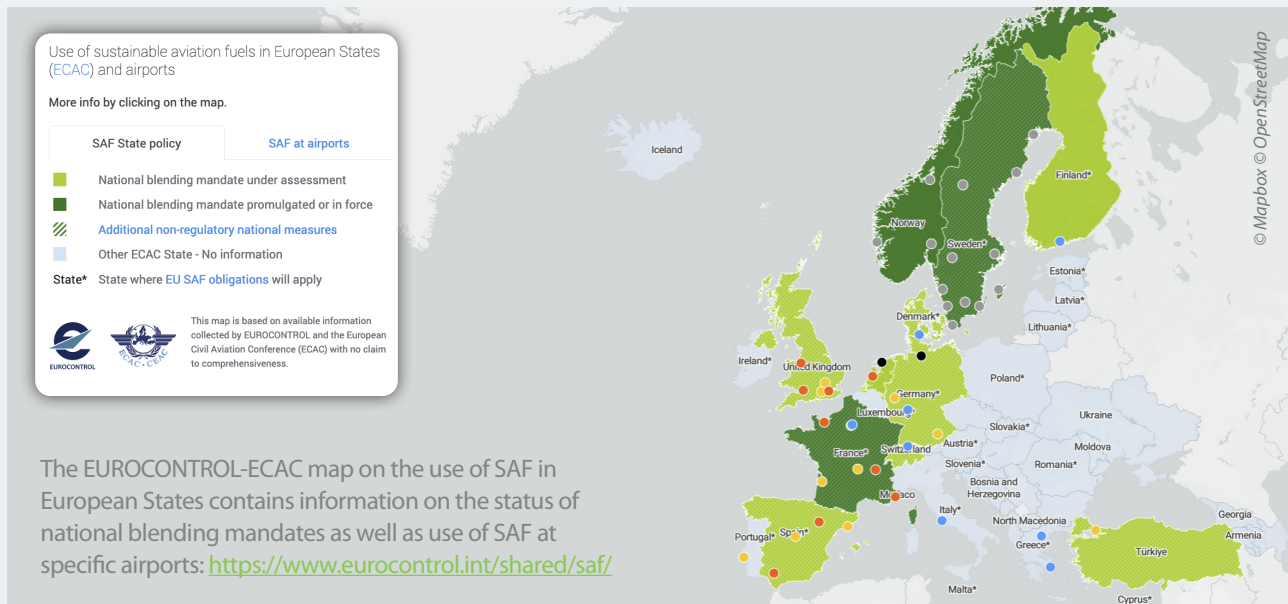 Use of sustainable aviation fuels in European States
(ECAC) and airports
More info by clicking on the map.
SAF State policy
SAF at airports
National blending mandate under assessment
National blending mandate promulgated or in force
Additional non-regulatory national measures
Other ECAC State - No information
State* State where EU SAF obligations will apply
EUROCONTROL
ECAC • CEAC
This map is based on available information
collected by EUROCONTROL and the European
Civil Aviation Conference (ECAC) with no claim
to comprehensiveness.
The EUROCONTROL-ECAC map on the use of SAF in
European States contains information on the status of
national blending mandates as well as use of SAF at
specific airports: https://www.eurocontrol.int/shared/saf/
© Mapbox © OpenStreetMap
Iceland
Finland*
Norway
Sweden*
Estonia*
Latvia*
Denmark*
Lithuania*
Ireland*
United Kingdom
Poland*
Germany*
Luxembourg*
Ukraine
Slovakia*
Austria*
Moldova
France*
Switzerland
Slovenia*
Romania*
Bosnia and
Herzegovina
Monaco
Italy*
North Macedonia
Georgia
Armenia
Portugal*
Spain*
Greece*
Türkiye
Malta*
Cyprus*